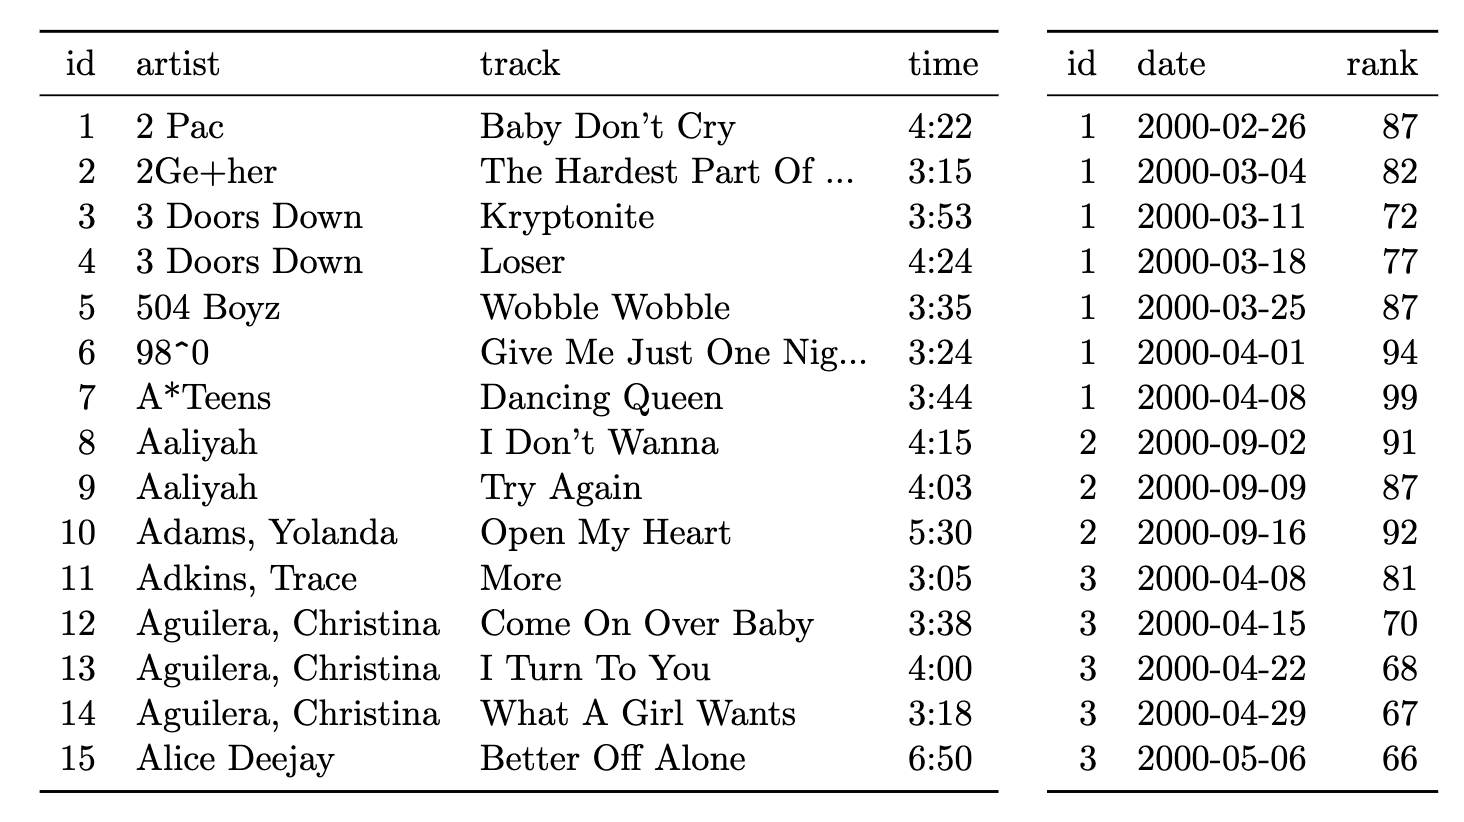 id artist track time id date rank
1 2 Pac Baby Don't Cry 4:22 1 2000-02-26 87
2 2Ge+her The Hardest Part Of ... 3:15 1 2000-03-04 82
3 3 Doors Down Kryptonite 3:53 1 2000-03-11 72
4 3 Doors Down Loser 4:24 1 2000-03-18 77
5 504 Boyz Wobble Wobble 3:35 1 2000-03-25 87
6 98^0 Give Me Just One Nig... 3:24 1 2000-04-01 94
7 A*Teens Dancing Queen 3:44 1 2000-04-08 99
8 Aaliyah I Don't Wanna 4:15 2 2000-09-02 91
9 Aaliyah Try Again 4:03 2 2000-09-09 87
10 Adams, Yolanda Open My Heart 5:30 2 2000-09-16 92
11 Adkins, Trace More 3:05 3 2000-04-08 81
12 Aguilera, Christina Come On Over Baby 3:38 3 2000-04-15 70
13 Aguilera, Christina I Turn To You 4:00 3 2000-04-22 68
14 Aguilera, Christina What A Girl Wants 3:18 3 2000-04-29 67
15 Alice Deejay Better Off Alone 6:50 3 2000-05-06 66